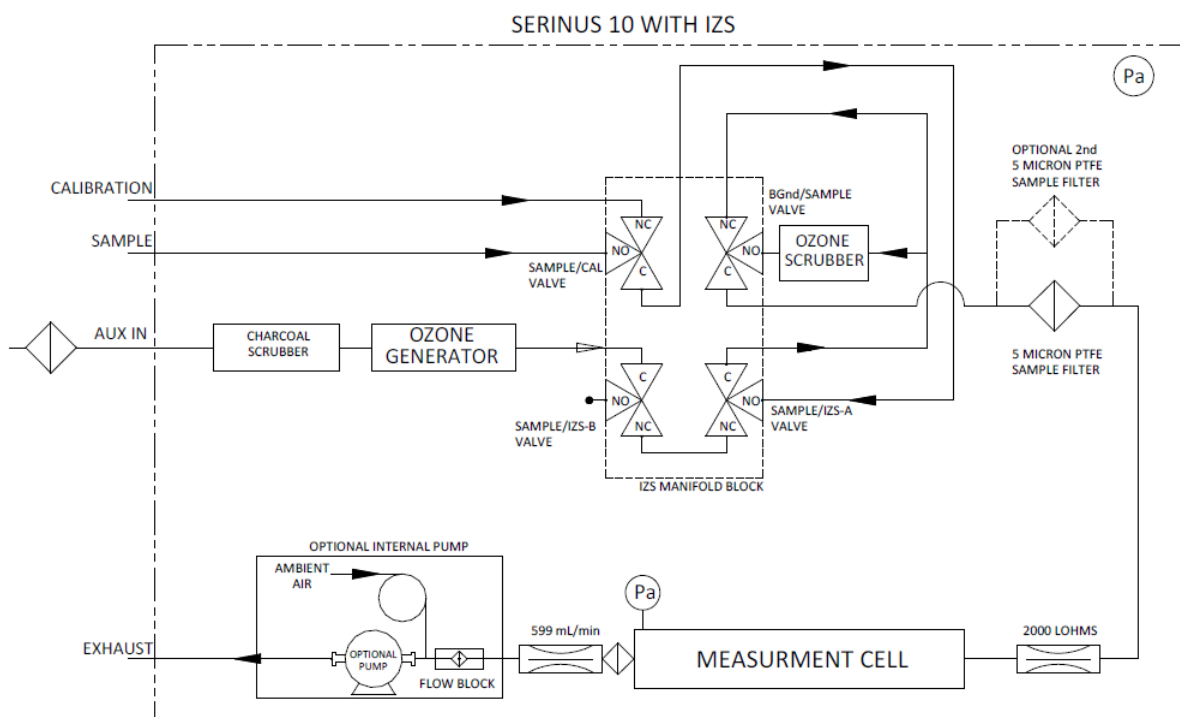 SERINUS 10 WITH IZS
Pa
OPTIONAL 2nd
5 MICRON PTFE
SAMPLE FILTER
CALIBRATION
BGnd/SAMPLE
VALVE
NC
NC
SAMPLE
NO
NO
OZONE
SCRUBBER
SAMPLE/CAL
VALVE
C
C
AUX IN
CHARCOAL
SCRUBBER
OZONE
GENERATOR
5 MICRON PTFE
SAMPLE FILTER
C
C
NO
NO
SAMPLE/IZS-B
VALVE
NC
NC
SAMPLE/IZS-A
VALVE
IZS MANIFOLD BLOCK
OPTIONAL INTERNAL PUMP
AMBIENT
AIR
Pa
599 mL/min
2000 LOHMS
EXHAUST
OPTIONAL
PUMP
FLOW BLOCK
MEASURMENT CELL